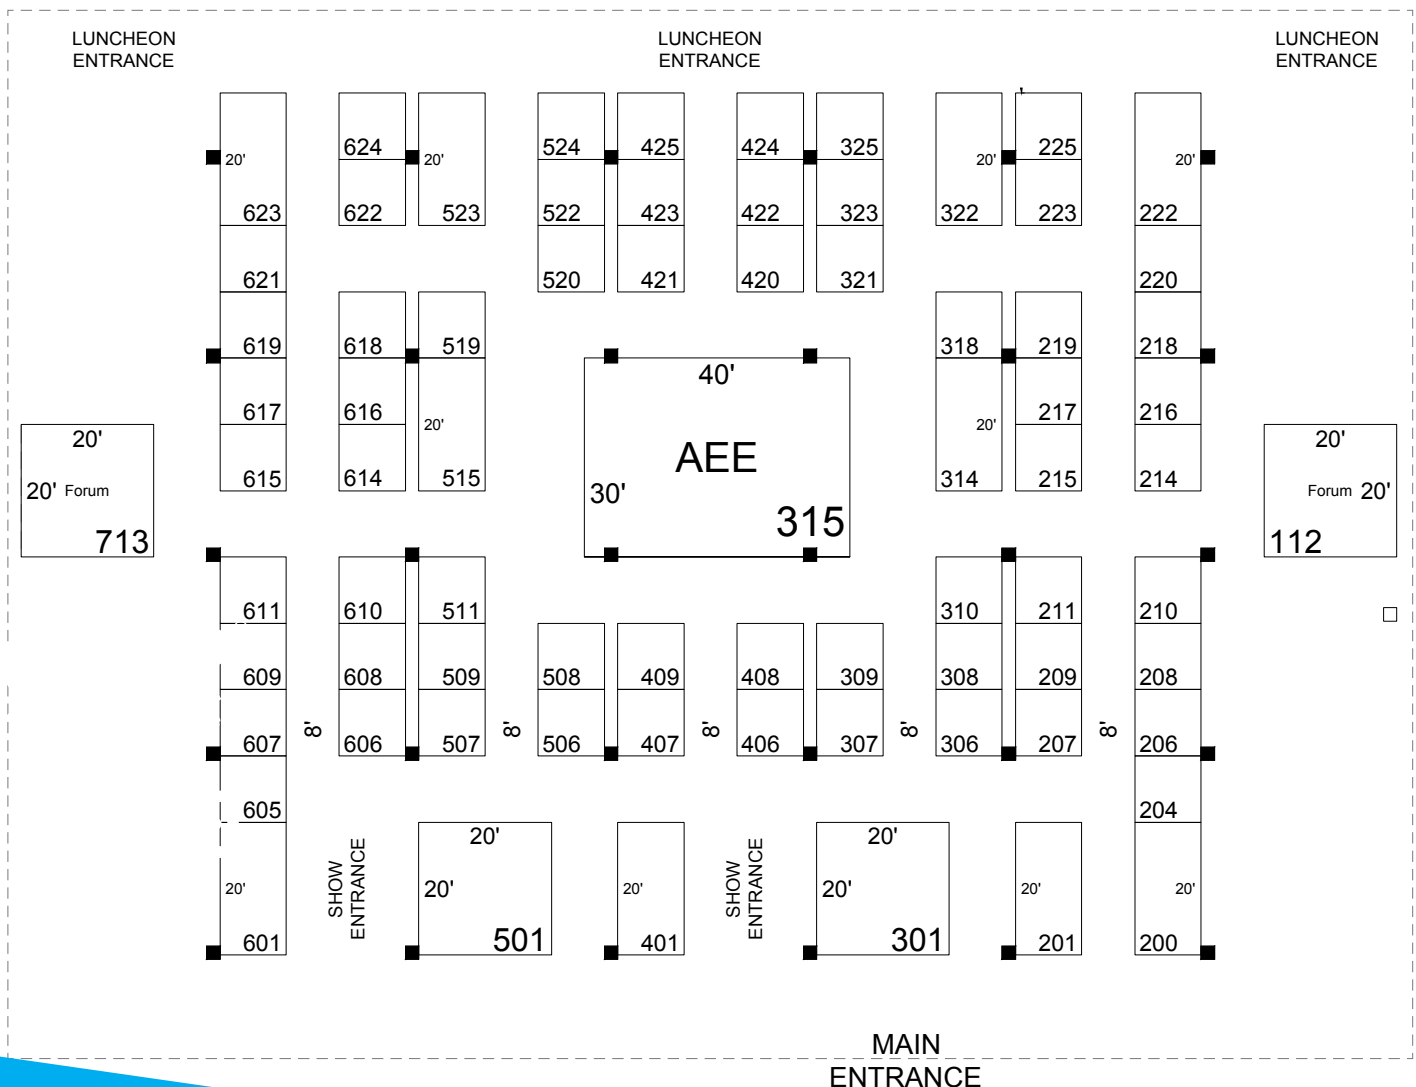 LUNCHEON
ENTRANCE
LUNCHEON
ENTRANCE
LUNCHEON
ENTRANCE
624 524 425 424 325 225
20' 20' 20' 20'
623 622 523 522 423 422 323 322 223 222
621 520 421 420 321 220
619 618 519 318 219 218
40'
617 616 20' AEE 20' 217 216
20' 20'
20' Forum 615 614 515 30' 315 314 215 214 Forum 20'
713 112
611 610 511 310 211 210
609 608 509 508 409 408 309 308 209 208
8' 8' 8' 8' 8'
607 606 507 506 407 406 307 306 207 206
605 204
20' 20'
20' 20' 20' 20' 20' 20'
SHOW
ENTRANCE
SHOW
ENTRANCE
601 501 401 301 201 200
MAIN
ENTRANCE